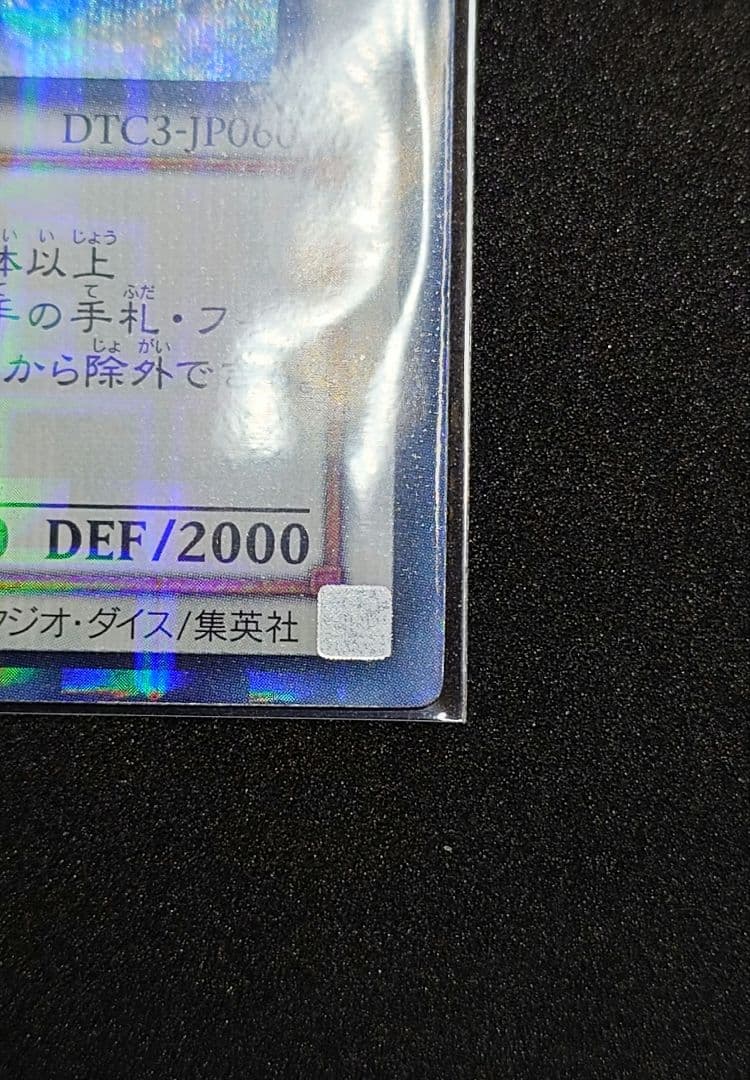 DTC3-JP060
い い じょう
体以上
て ふだ
手の手札・フ
じょ がい
から除外でき
DEF/2000
タジオ・ダイス/集英社